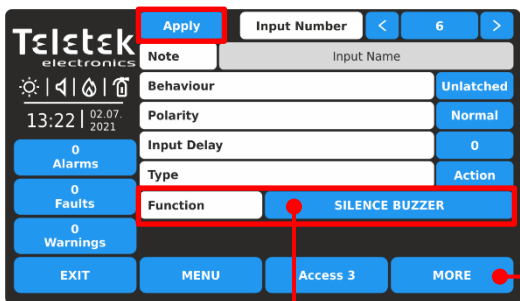 Teletek
electronics
13:22 02.07.
2021
0
Alarms
0
Faults
0
Warnings
EXIT
Apply Input Number < 6 >
Note Input Name
Behaviour Unlatched
Polarity Normal
Input Delay 0
Type Action
Function SILENCE BUZZER
MENU Access 3 MORE